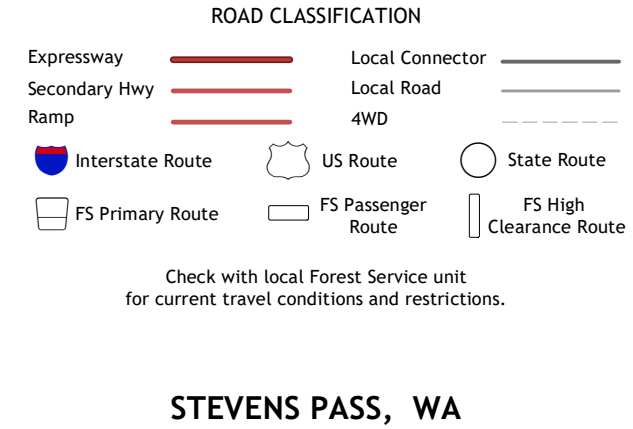 ROAD CLASSIFICATION
Expressway
Local Connector
Secondary Hwy
Local Road
Ramp
4WD
Interstate Route
US Route
State Route
FS Primary Route
FS Passenger
Route
FS High
Clearance Route
Check with local Forest Service unit
for current travel conditions and restrictions.
STEVENS PASS, WA